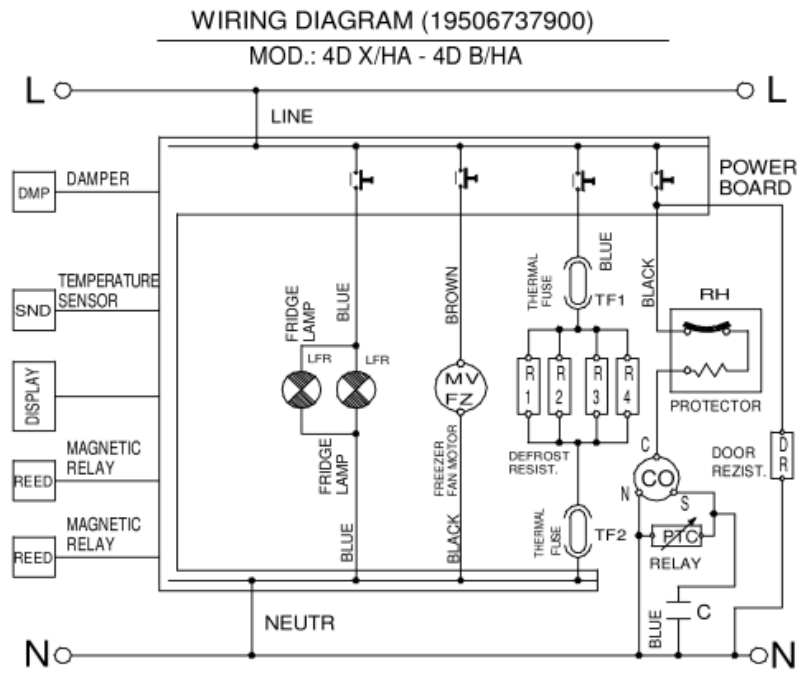 WIRING DIAGRAM (19506737900)
MOD.: 4D X/HA - 4D B/HA
L
L
LINE
POWER
BOARD
DMP
DAMPER
SND
TEMPERATURE
SENSOR
DISPLAY
REED
MAGNETIC
RELAY
REED
MAGNETIC
RELAY
FRIDGE
LAMP
BLUE
LFR
LFR
FRIDGE
LAMP
BLUE
BROWN
MV
FZ
FREEZER
FAN MOTOR
BLACK
THERMAL
FUSE
BLUE
TF1
R
1
R
2
R
3
R
4
DEFROST
RESIST.
THERMAL
FUSE
TF2
BLACK
RH
PROTECTOR
C
CO
N
S
PTC
RELAY
BLUE
C
DOOR
REZIST.
DR
NEUTR
N
N